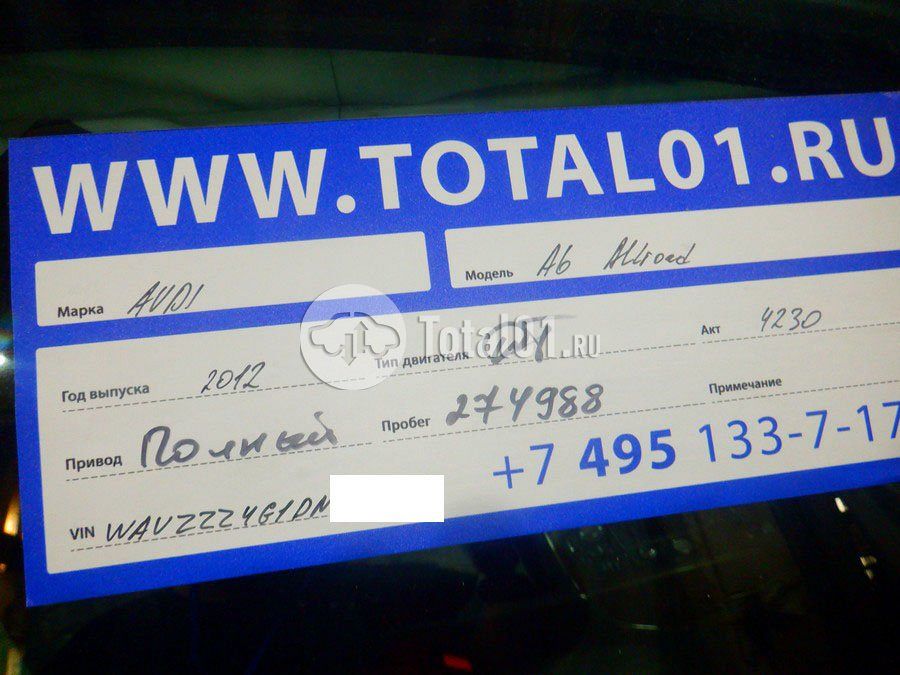 WWW.TOTAL01.RU
Марка AUDI Модель A6 Allroad
Год выпуска 2012 Тип двигателя Акт 4230
Total01.RU
Привод Полный Пробег 274988 Примечание
+7 495 133-7-17
VIN WAUZZZ4G1DN